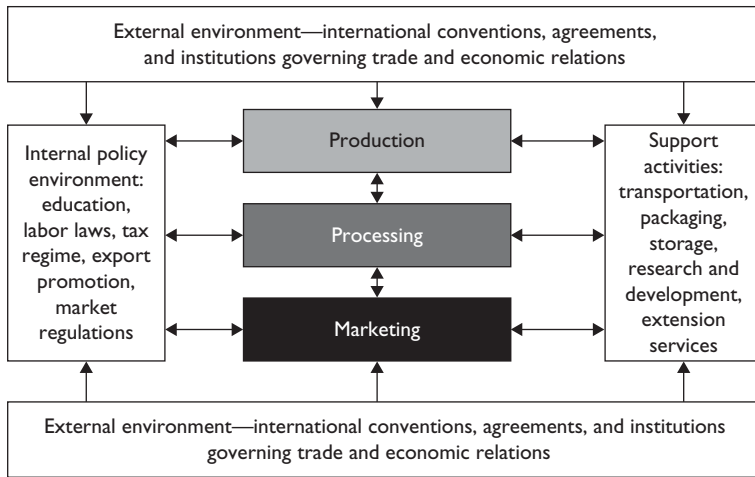 External environment—international conventions, agreements,
and institutions governing trade and economic relations
Internal policy
environment:
education,
labor laws, tax
regime, export
promotion,
market
regulations
Production
Processing
Marketing
Support
activities:
transportation,
packaging,
storage,
research and
development,
extension
services
External environment—international conventions, agreements, and institutions
governing trade and economic relations